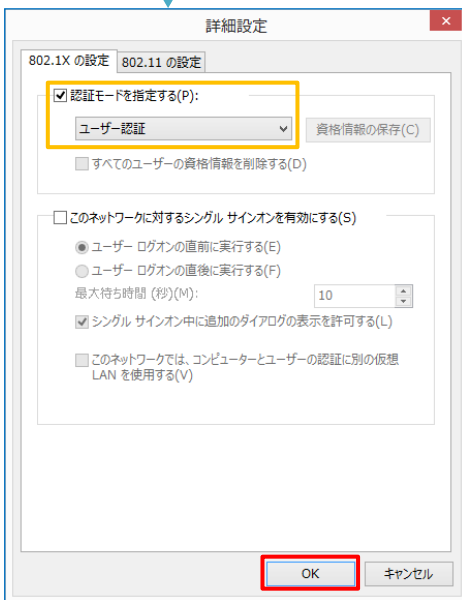 詳細設定
802.1X の設定 802.11 の設定
認証モードを指定する(P):
ユーザー認証
資格情報の保存(C)
すべてのユーザーの資格情報を削除する(D)
このネットワークに対するシングル サインオンを有効にする(S)
ユーザー ログオンの直前に実行する(E)
ユーザー ログオンの直後に実行する(F)
最大待ち時間 (秒)(M): 10
シングル サインオン中に追加のダイアログの表示を許可する(L)
このネットワークでは、コンピューターとユーザーの認証に別の仮想
LAN を使用する(V)
OK キャンセル